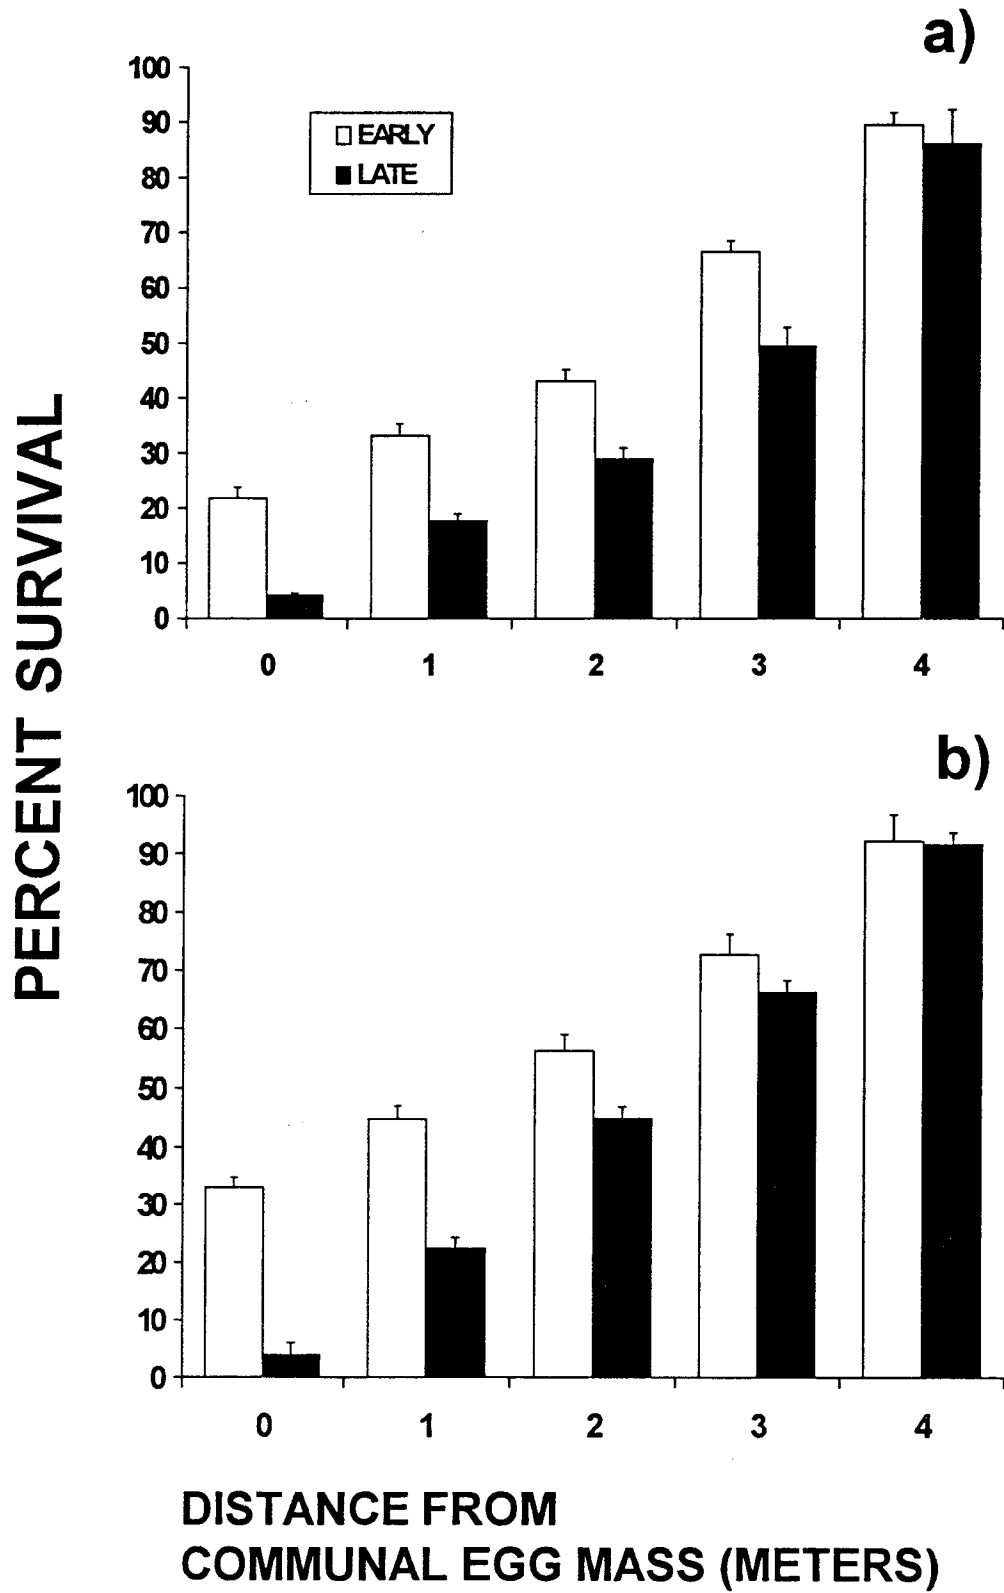 a)
100
90
80
70
60
50
40
30
20
10
0
EARLY
LATE
0 1 2 3 4
PERCENT SURVIVAL
b)
100
90
80
70
60
50
40
30
20
10
0
0 1 2 3 4
DISTANCE FROM
COMMUNAL EGG MASS (METERS)